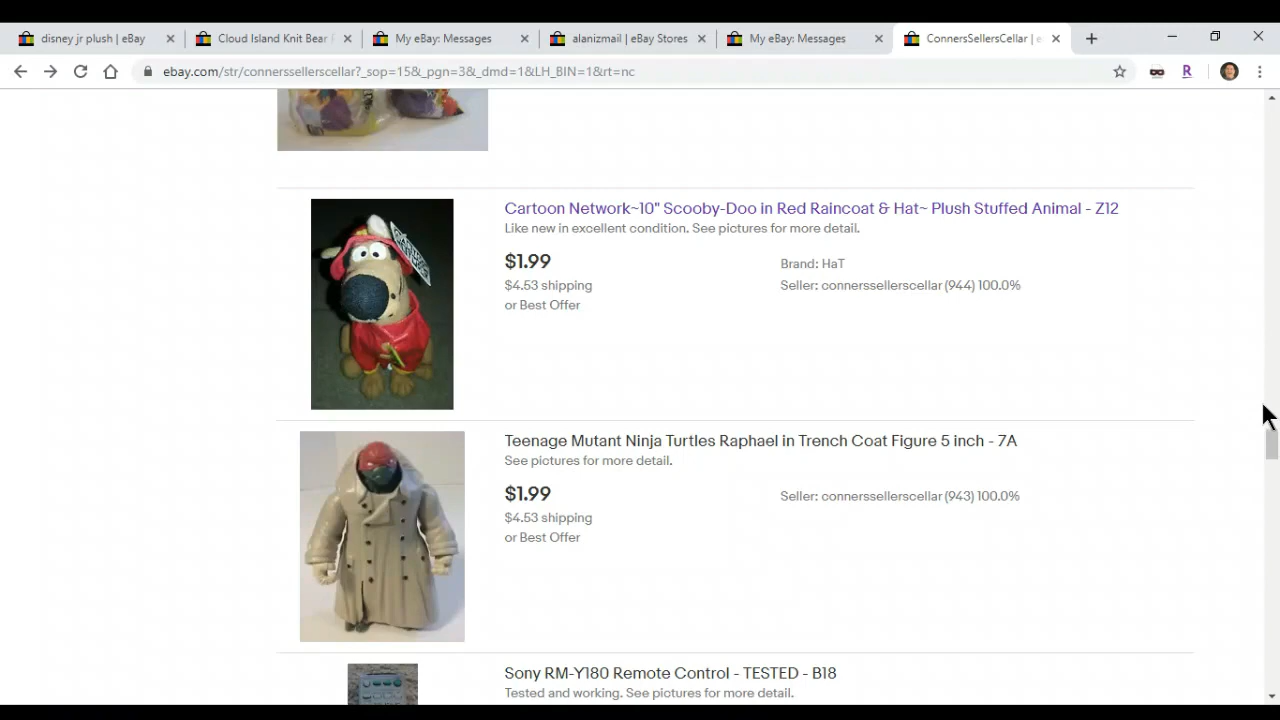 disney jr plush | eBay
Cloud Island Knit Bear
My eBay: Messages
alanizmail | eBay Stores
My eBay: Messages
ConnersSellersCellar | e
ebay.com/str/connerssellerscellar?_sop=15&_pgn=3&_dmd=1&LH_BIN=1&rt=nc
R
Cartoon Network~10" Scooby-Doo in Red Raincoat & Hat~ Plush Stuffed Animal - Z12
Like new in excellent condition. See pictures for more detail.
$1.99
Brand: HaT
$4.53 shipping
Seller: connerssellerscellar (944) 100.0%
or Best Offer
Teenage Mutant Ninja Turtles Raphael in Trench Coat Figure 5 inch - 7A
See pictures for more detail.
$1.99
Seller: connerssellerscellar (943) 100.0%
$4.53 shipping
or Best Offer
Sony RM-Y180 Remote Control - TESTED - B18
Tested and working. See pictures for more detail.